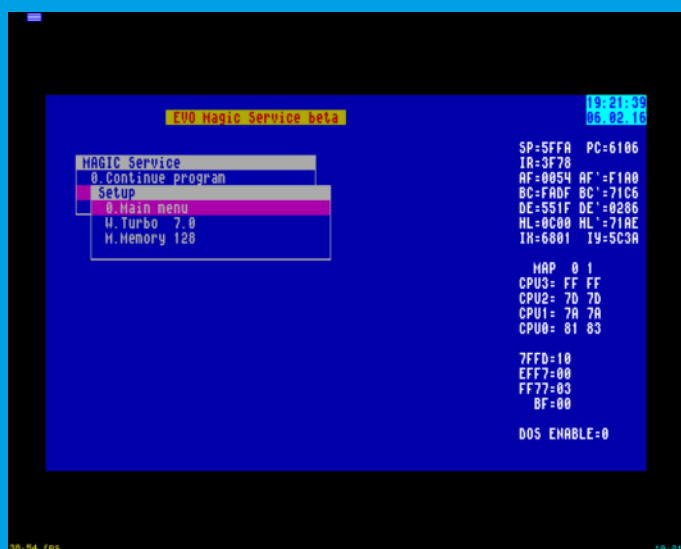 EVO Magic Service beta
19:21:39
06.02.16
MAGIC Service
0.Continue program
Setup
0.Main menu
W.Turbo 7.0
M.Memory 128
SP=5FFA PC=6106
IR=3F78
AF=0054 AF'=F1A0
BC=FADF BC'=71C6
DE=551F DE'=0286
HL=0C00 HL'=71AE
IX=6801 IY=5C3A
MAP 0 1
CPU3= FF FF
CPU2= 7D 7D
CPU1= 7A 7A
CPU0= 81 83
7FFD=10
EFF7=00
FF77=03
BF=00
DOS ENABLE=0